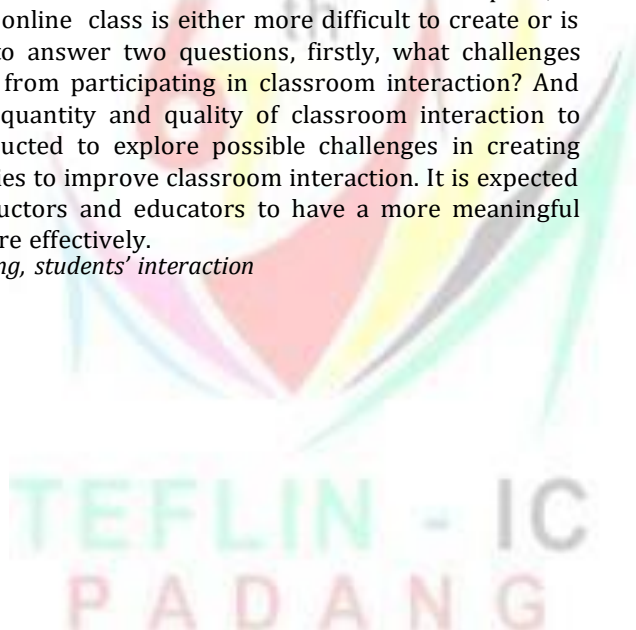 online class is either more difficult to create or is
to answer two questions, firstly, what challenges
from participating in classroom interaction? And
quantity and quality of classroom interaction to
ucted to explore possible challenges in creating
ies to improve classroom interaction. It is expected
uctors and educators to have a more meaningful
re effectively.
ng, students’ interaction
6th
TEFLIN - IC
PADANG